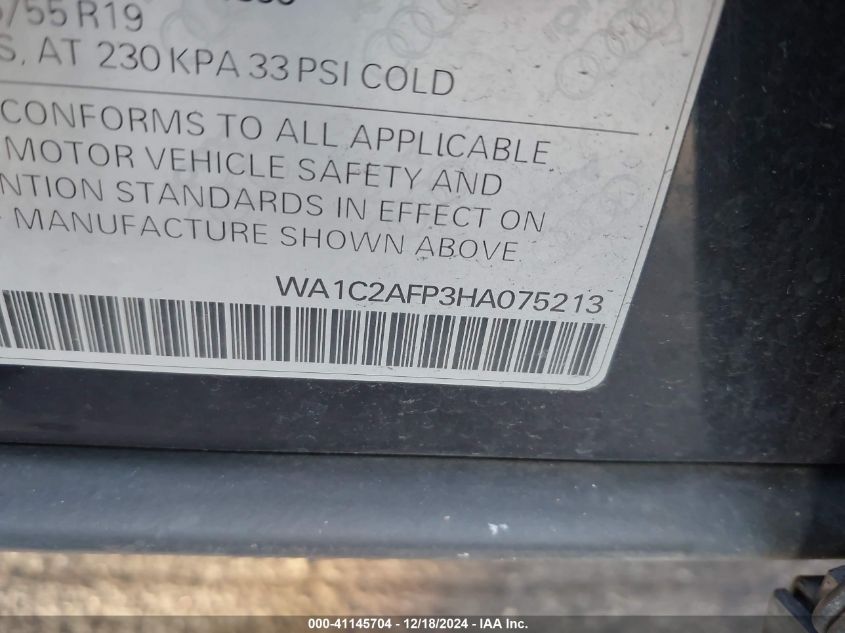 /55 R19
S, AT 230 KPA 33 PSI COLD
CONFORMS TO ALL APPLICABLE
MOTOR VEHICLE SAFETY AND
NTION STANDARDS IN EFFECT ON
MANUFACTURE SHOWN ABOVE
WA1C2AFP3HA075213
000-41145704 - 12/18/2024 - IAA Inc.